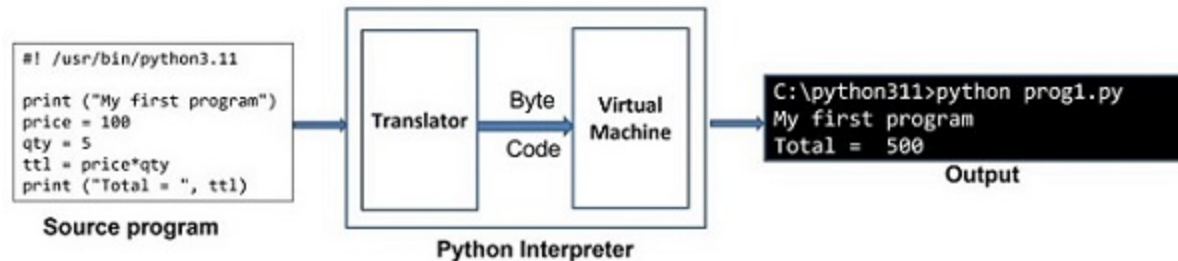 #! /usr/bin/python3.11
print ("My first program")
price = 100
qty = 5
ttl = price*qty
print ("Total = ", ttl)
Source program
Translator
Byte
Code
Virtual
Machine
Python Interpreter
C:\python311>python prog1.py
My first program
Total =  500
Output